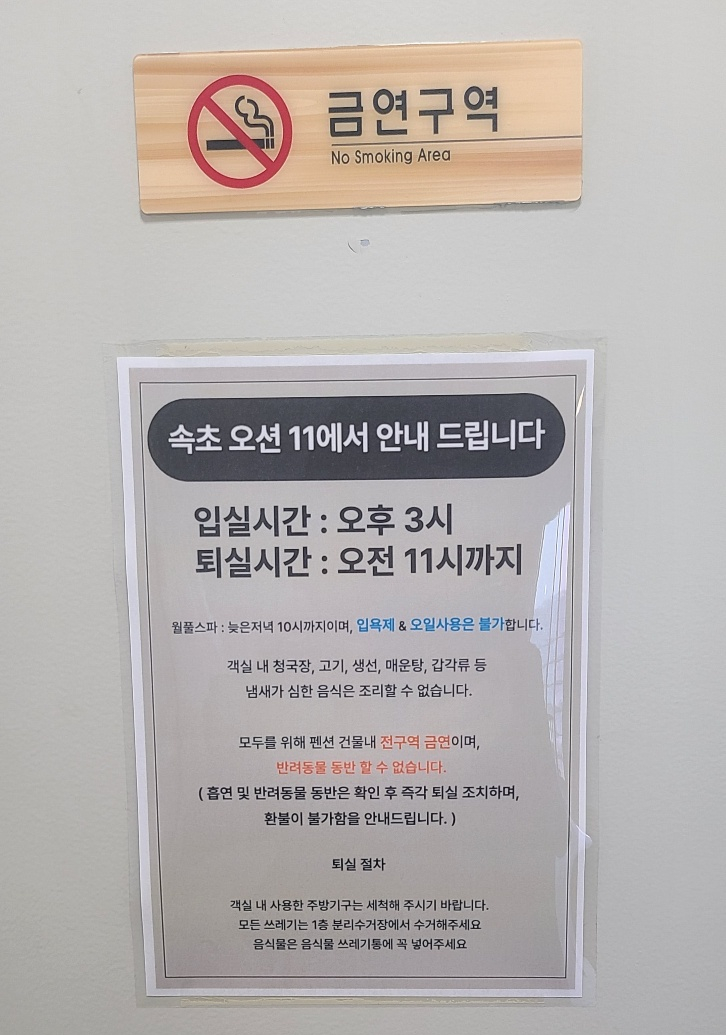 금연구역
No Smoking Area
속초 오션 11에서 안내 드립니다
입실시간 : 오후 3시
퇴실시간 : 오전 11시까지
월풀스파 : 늦은저녁 10시까지이며, 입욕제 & 오일사용은 불가합니다.
객실 내 청국장, 고기, 생선, 매운탕, 갑각류 등
냄새가 심한 음식은 조리할 수 없습니다.
모두를 위해 펜션 건물내 전구역 금연이며,
반려동물 동반 할 수 없습니다.
( 흡연 및 반려동물 동반은 확인 후 즉각 퇴실 조치하며,
환불이 불가함을 안내드립니다. )
퇴실 절차
객실 내 사용한 주방기구는 세척해 주시기 바랍니다.
모든 쓰레기는 1층 분리수거장에서 수거해주세요
음식물은 음식물 쓰레기통에 꼭 넣어주세요